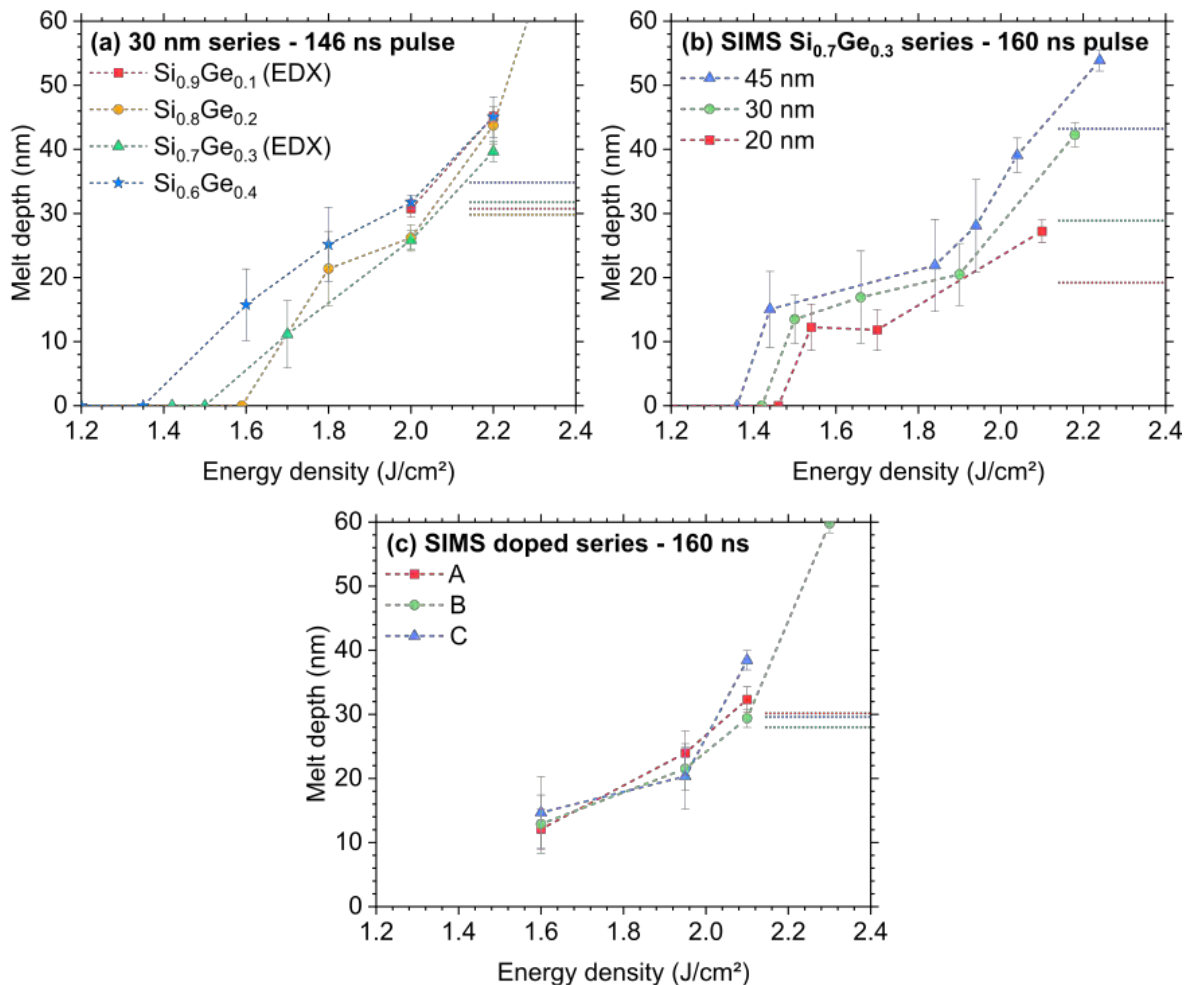 (a) 30 nm series - 146 ns pulse
Si0.9Ge0.1 (EDX)
Si0.8Ge0.2
Si0.7Ge0.3 (EDX)
Si0.6Ge0.4
Melt depth (nm)
60
50
40
30
20
10
0
1.2 1.4 1.6 1.8 2.0 2.2 2.4
Energy density (J/cm²)
(b) SIMS Si0.7Ge0.3 series - 160 ns pulse
45 nm
30 nm
20 nm
Melt depth (nm)
60
50
40
30
20
10
0
1.2 1.4 1.6 1.8 2.0 2.2 2.4
Energy density (J/cm²)
(c) SIMS doped series - 160 ns
A
B
C
Melt depth (nm)
60
50
40
30
20
10
0
1.2 1.4 1.6 1.8 2.0 2.2 2.4
Energy density (J/cm²)